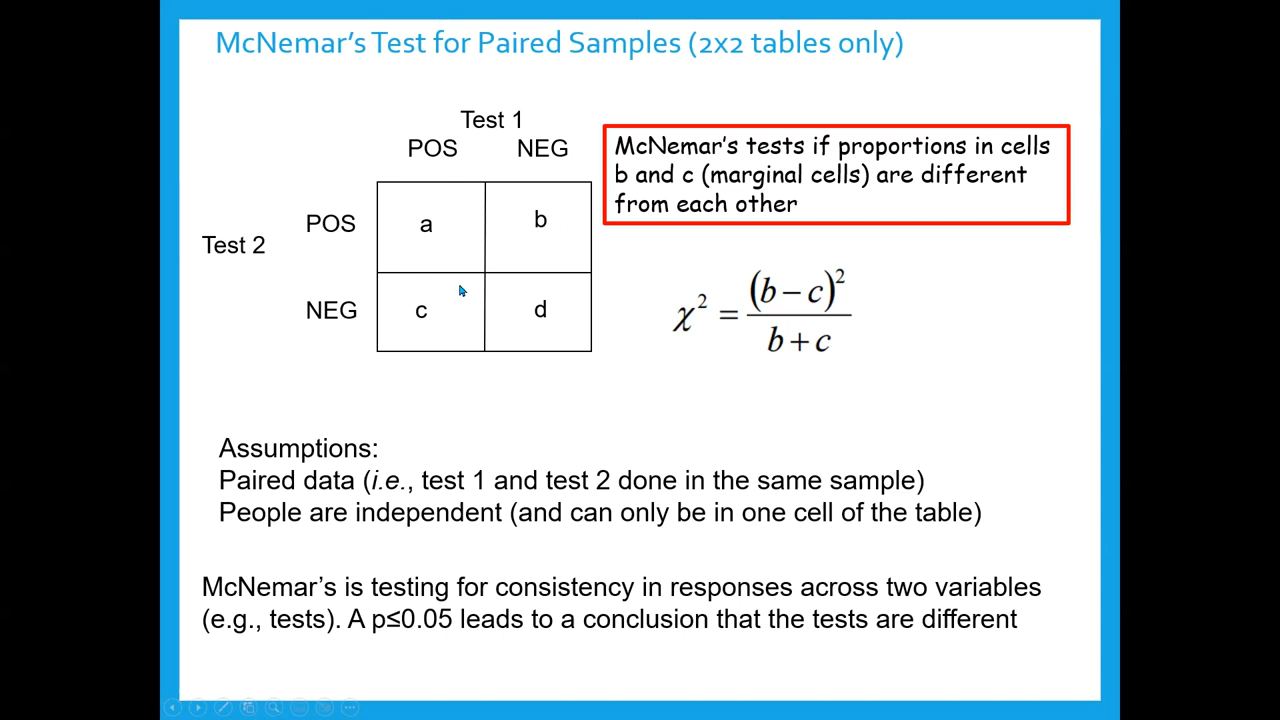 McNemar's Test for Paired Samples (2x2 tables only)
Test 1
POS NEG
McNemar's tests if proportions in cells
b and c (marginal cells) are different
from each other
POS a b
Test 2
NEG c d
χ² = (b − c)² / b + c
Assumptions:
Paired data (i.e., test 1 and test 2 done in the same sample)
People are independent (and can only be in one cell of the table)
McNemar's is testing for consistency in responses across two variables
(e.g., tests). A p≤0.05 leads to a conclusion that the tests are different